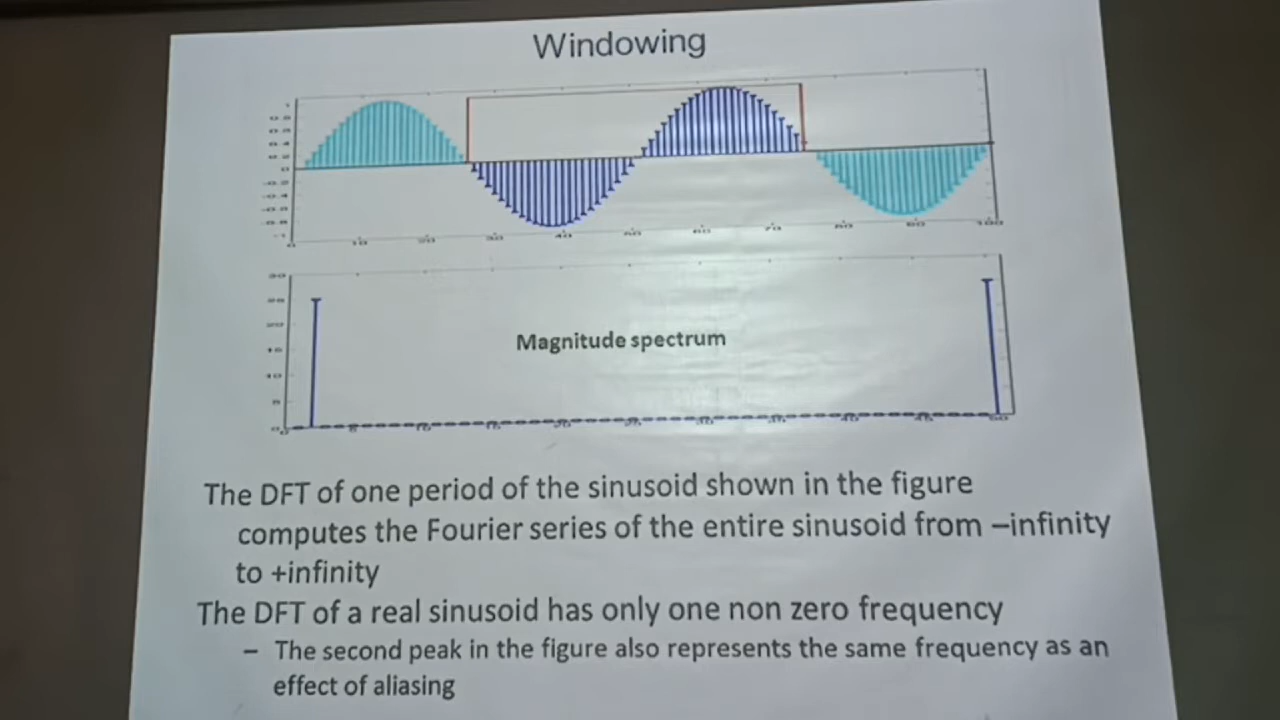 Windowing
Magnitude spectrum
The DFT of one period of the sinusoid shown in the figure
computes the Fourier series of the entire sinusoid from –infinity
to +infinity
The DFT of a real sinusoid has only one non zero frequency
– The second peak in the figure also represents the same frequency as an
effect of aliasing